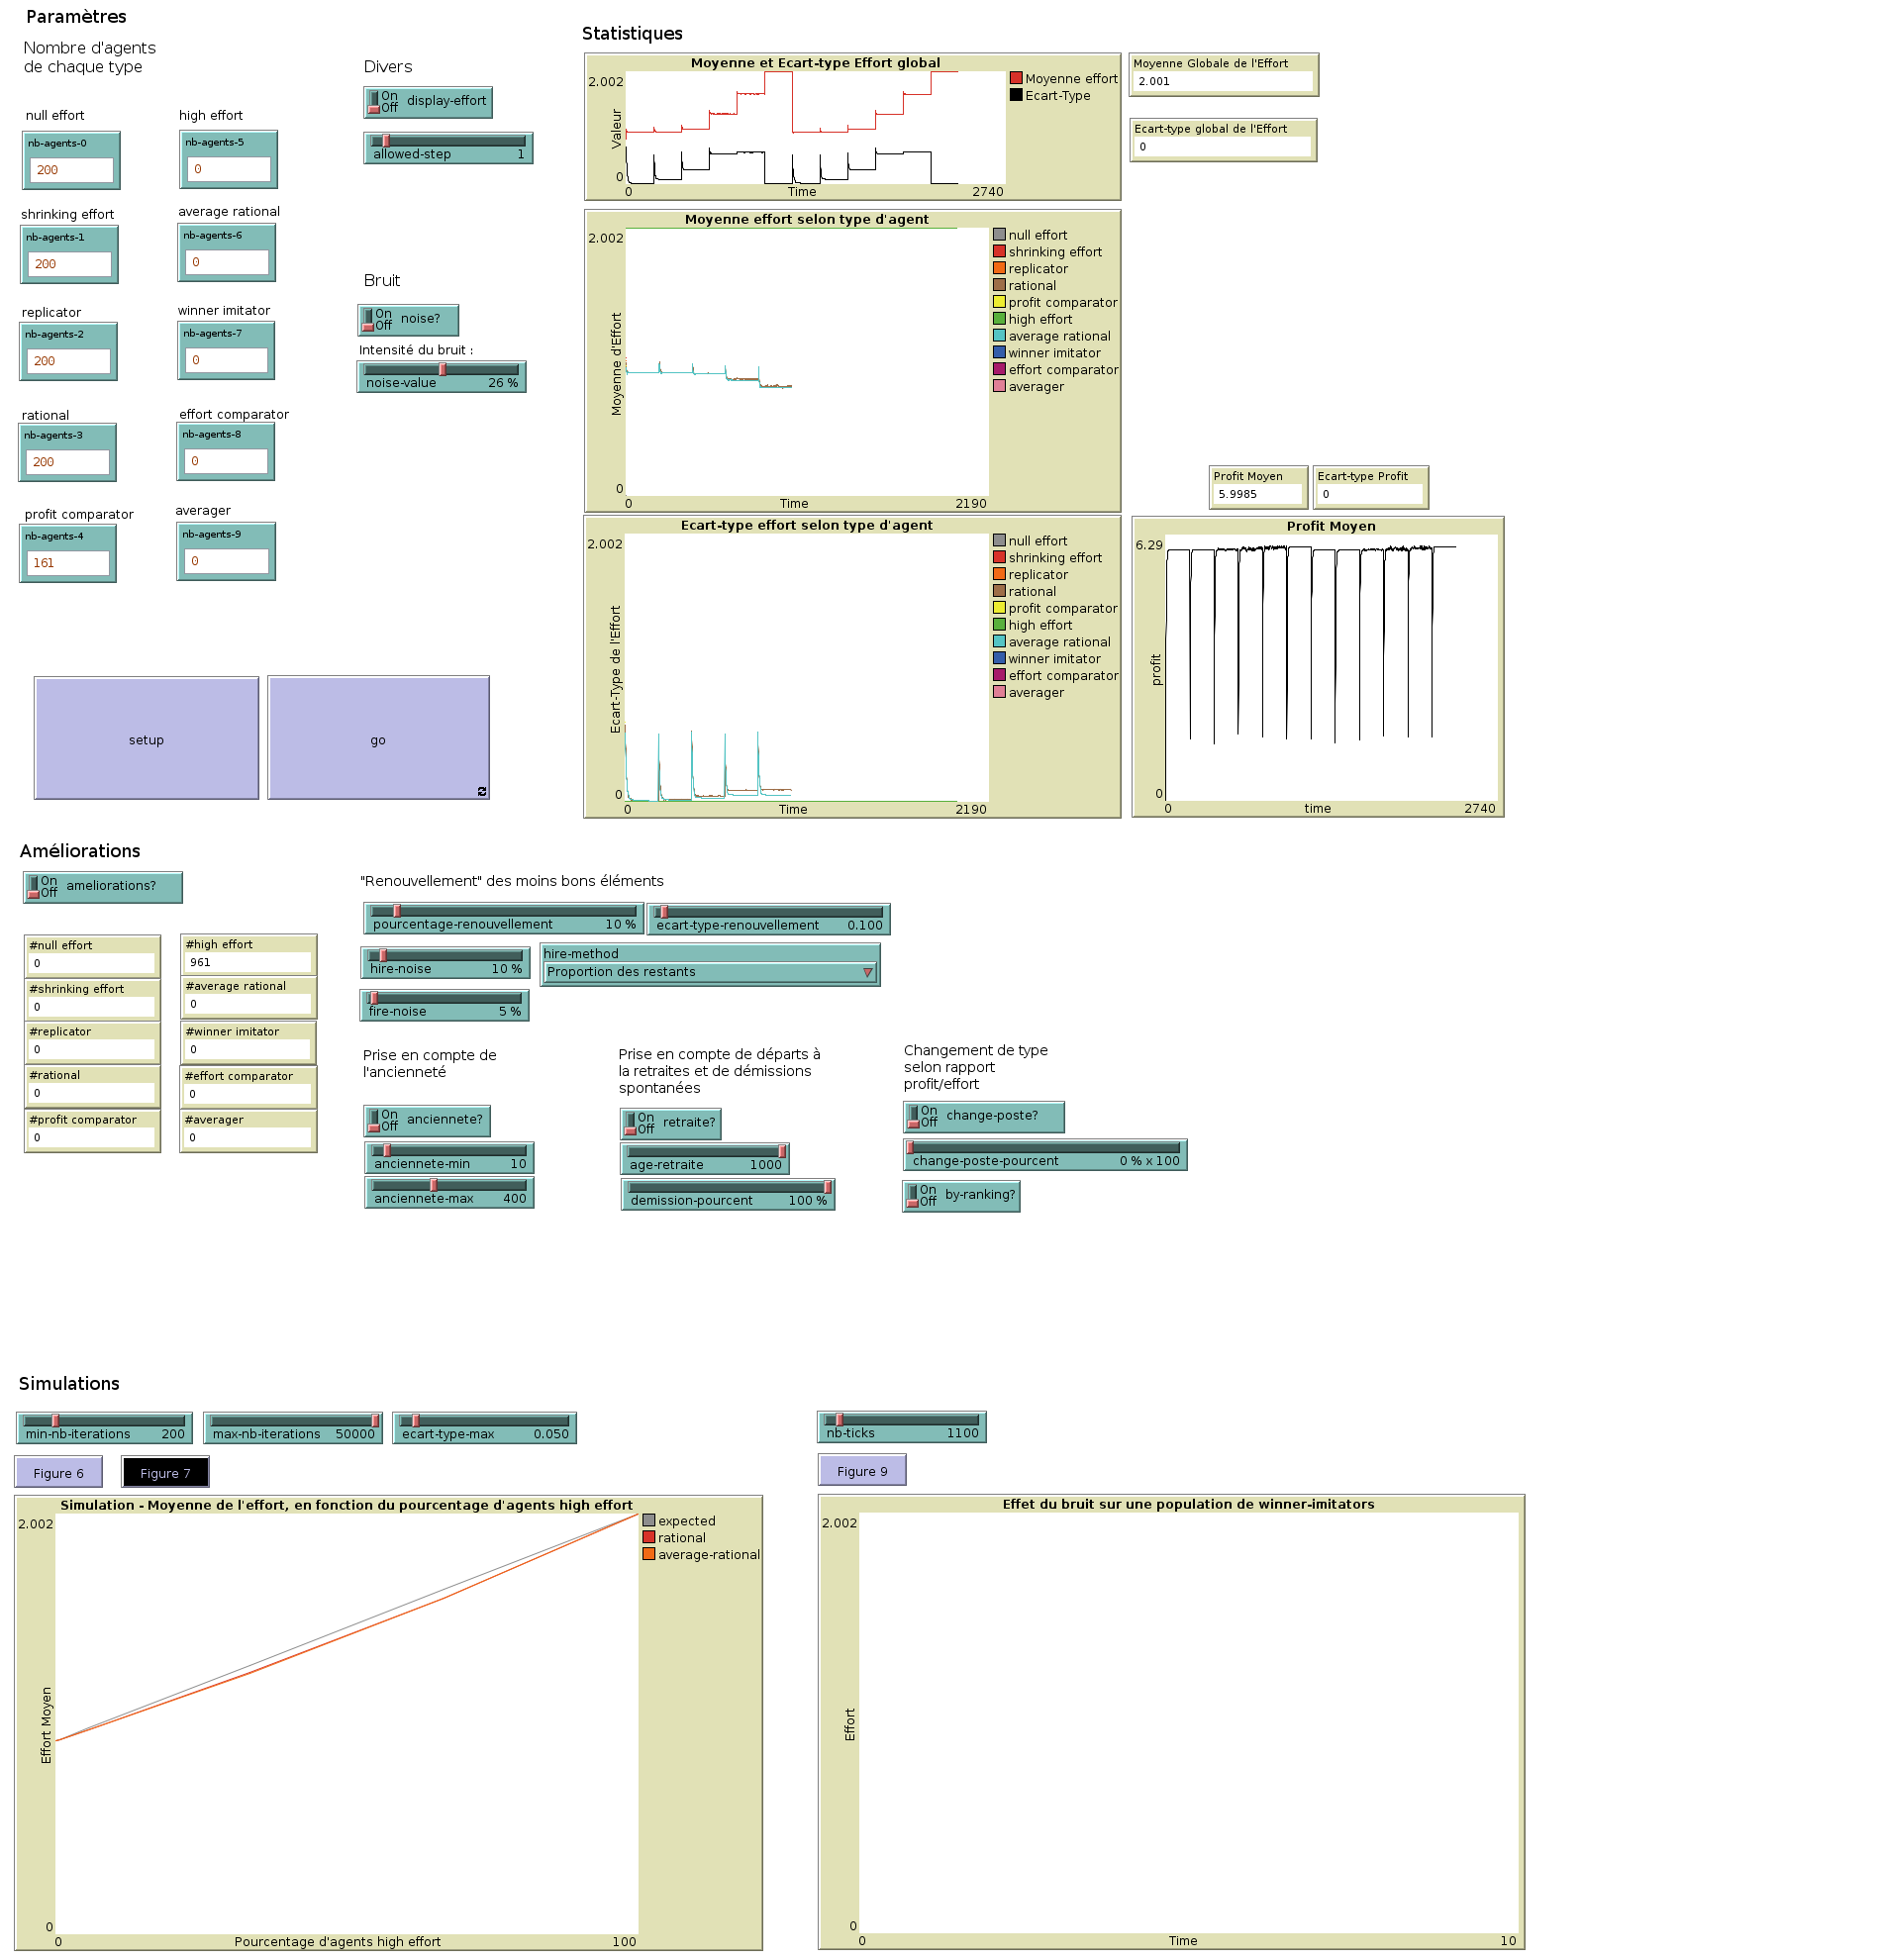 Paramètres
Nombre d'agents
de chaque type
null effort
nb-agents-0
200
high effort
nb-agents-5
0
shrinking effort
nb-agents-1
200
average rational
nb-agents-6
0
replicator
nb-agents-2
200
winner imitator
nb-agents-7
0
rational
nb-agents-3
200
effort comparator
nb-agents-8
0
profit comparator
nb-agents-4
161
averager
nb-agents-9
0
setup
go
Divers
On
Off
display-effort
allowed-step 1
Bruit
On
Off
noise?
Intensité du bruit :
noise-value 26 %
Statistiques
Moyenne et Ecart-type Effort global
2.002
Valeur
0
0
Time
2740
Moyenne effort
Ecart-Type
Moyenne Globale de l'Effort
2.001
Ecart-type global de l'Effort
0
Moyenne effort selon type d'agent
2.002
Moyenne d'Effort
0
0
Time
2190
null effort
shrinking effort
replicator
rational
profit comparator
high effort
average rational
winner imitator
effort comparator
averager
Ecart-type effort selon type d'agent
2.002
Ecart-Type de l'Effort
0
0
Time
2190
null effort
shrinking effort
replicator
rational
profit comparator
high effort
average rational
winner imitator
effort comparator
averager
Profit Moyen
5.9985
Ecart-type Profit
0
Profit Moyen
6.29
profit
0
0
time
2740
Améliorations
On
Off
ameliorations?
#null effort
0
#high effort
961
#shrinking effort
0
#average rational
0
#replicator
0
#winner imitator
0
#rational
0
#effort comparator
0
#profit comparator
0
#averager
0
"Renouvellement" des moins bons éléments
pourcentage-renouvellement 10 %
ecart-type-renouvellement 0.100
hire-noise 10 %
hire-method
Proportion des restants
fire-noise 5 %
Prise en compte de
l'ancienneté
On
Off
anciennete?
anciennete-min 10
anciennete-max 400
Prise en compte de départs à
la retraites et de démissions
spontanées
On
Off
retraite?
age-retraite 1000
demission-pourcent 100 %
Changement de type
selon rapport
profit/effort
On
Off
change-poste?
change-poste-pourcent 0 % x 100
On
Off
by-ranking?
Simulations
min-nb-iterations 200
max-nb-iterations 50000
ecart-type-max 0.050
Figure 6
Figure 7
Simulation - Moyenne de l'effort, en fonction du pourcentage d'agents high effort
2.002
Effort Moyen
0
0
Pourcentage d'agents high effort
100
expected
rational
average-rational
nb-ticks 1100
Figure 9
Effet du bruit sur une population de winner-imitators
2.002
Effort
0
0
Time
10